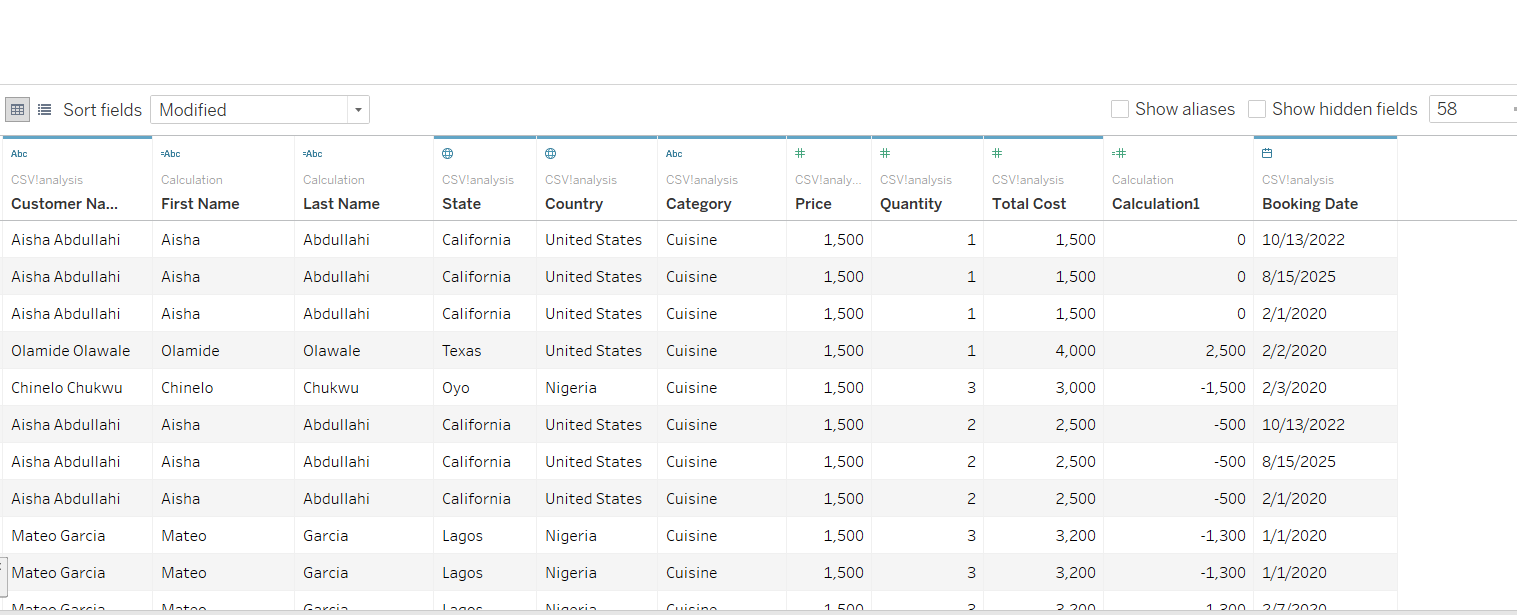 Sort fields Modified Show aliases Show hidden fields 58
Abc =Abc =Abc Abc # # # =#
CSV!analysis Calculation Calculation CSV!analysis CSV!analysis CSV!analysis CSV!analy... CSV!analysis CSV!analysis Calculation CSV!analysis
Customer Na... First Name Last Name State Country Category Price Quantity Total Cost Calculation1 Booking Date
Aisha Abdullahi Aisha Abdullahi California United States Cuisine 1,500 1 1,500 0 10/13/2022
Aisha Abdullahi Aisha Abdullahi California United States Cuisine 1,500 1 1,500 0 8/15/2025
Aisha Abdullahi Aisha Abdullahi California United States Cuisine 1,500 1 1,500 0 2/1/2020
Olamide Olawale Olamide Olawale Texas United States Cuisine 1,500 1 4,000 2,500 2/2/2020
Chinelo Chukwu Chinelo Chukwu Oyo Nigeria Cuisine 1,500 3 3,000 -1,500 2/3/2020
Aisha Abdullahi Aisha Abdullahi California United States Cuisine 1,500 2 2,500 -500 10/13/2022
Aisha Abdullahi Aisha Abdullahi California United States Cuisine 1,500 2 2,500 -500 8/15/2025
Aisha Abdullahi Aisha Abdullahi California United States Cuisine 1,500 2 2,500 -500 2/1/2020
Mateo Garcia Mateo Garcia Lagos Nigeria Cuisine 1,500 3 3,200 -1,300 1/1/2020
Mateo Garcia Mateo Garcia Lagos Nigeria Cuisine 1,500 3 3,200 -1,300 1/1/2020
Mateo Garcia Mateo Garcia Lagos Nigeria Cuisine 1,500 3 3,200 -1,300 2/7/2020